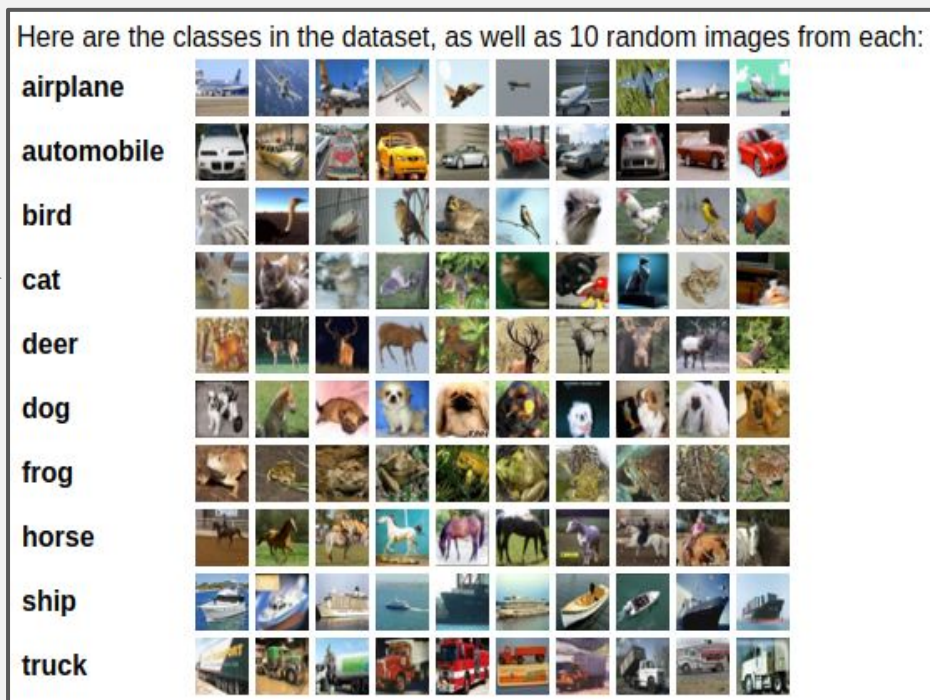 Here are the classes in the dataset, as well as 10 random images from each:
airplane
automobile
bird
cat
deer
dog
frog
horse
ship
truck